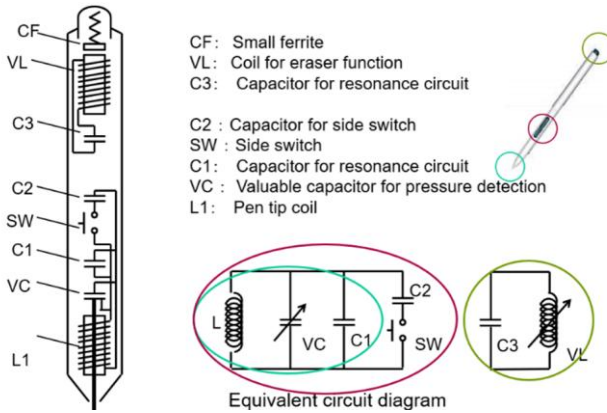 CF
VL
C3
C2
SW
C1
VC
L1
CF: Small ferrite
VL: Coil for eraser function
C3: Capacitor for resonance circuit
C2 : Capacitor for side switch
SW : Side switch
C1: Capacitor for resonance circuit
VC : Valuable capacitor for pressure detection
L1: Pen tip coil
L
VC
C1
C2
SW
C3
VL
Equivalent circuit diagram